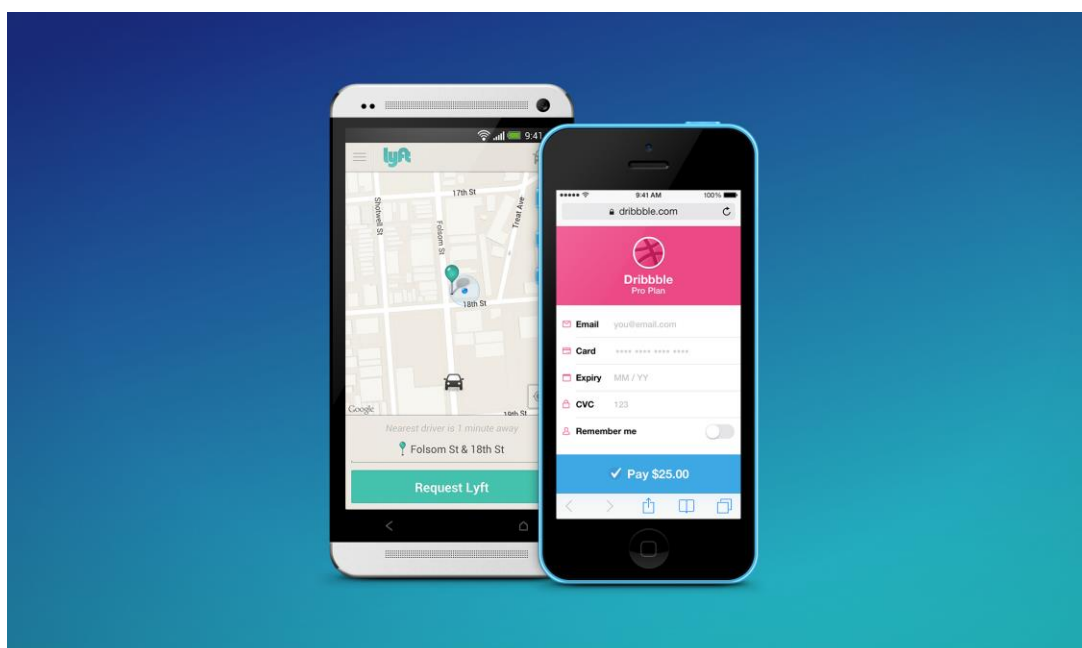 9:41
lyft
17th St
Shotwell St
Folsom St
Treat Ave
18th St
19th St
Google
Nearest driver is 1 minute away
Folsom St & 18th St
Request Lyft
9:41 AM
100%
dribbble.com
Dribbble
Pro Plan
Email you@email.com
Card •••• •••• •••• ••••
Expiry MM / YY
CVC 123
Remember me
Pay $25.00